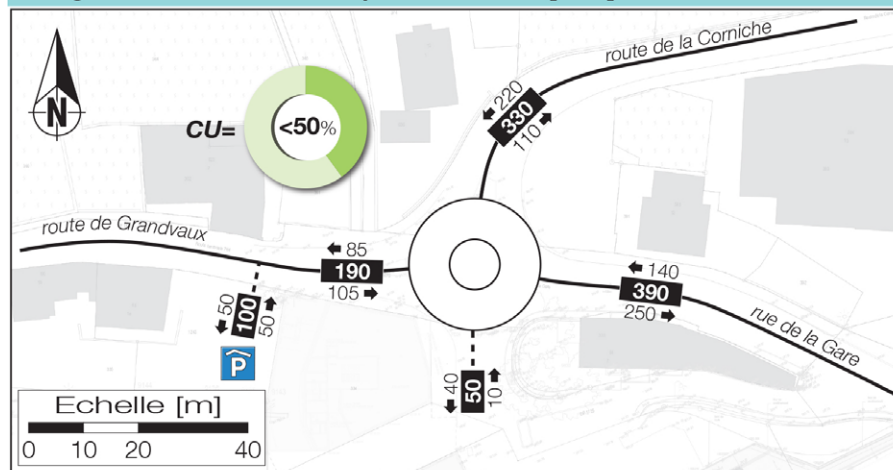 route de la Corniche
220
330
110
N
CU=
<50%
route de Grandvaux
85
190
105
140
390
250
rue de la Gare
50
100
50
P
40
50
10
Echelle [m]
0 10 20 40